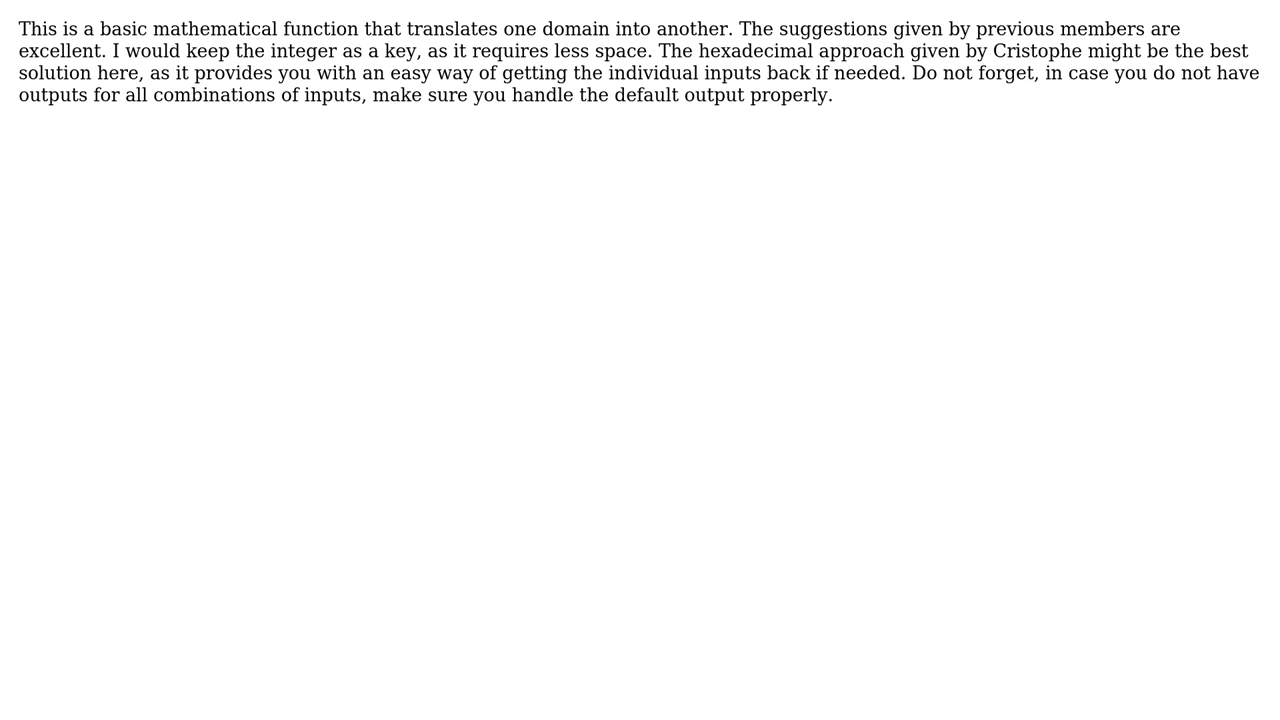 This is a basic mathematical function that translates one domain into another. The suggestions given by previous members are
excellent. I would keep the integer as a key, as it requires less space. The hexadecimal approach given by Cristophe might be the best
solution here, as it provides you with an easy way of getting the individual inputs back if needed. Do not forget, in case you do not have
outputs for all combinations of inputs, make sure you handle the default output properly.